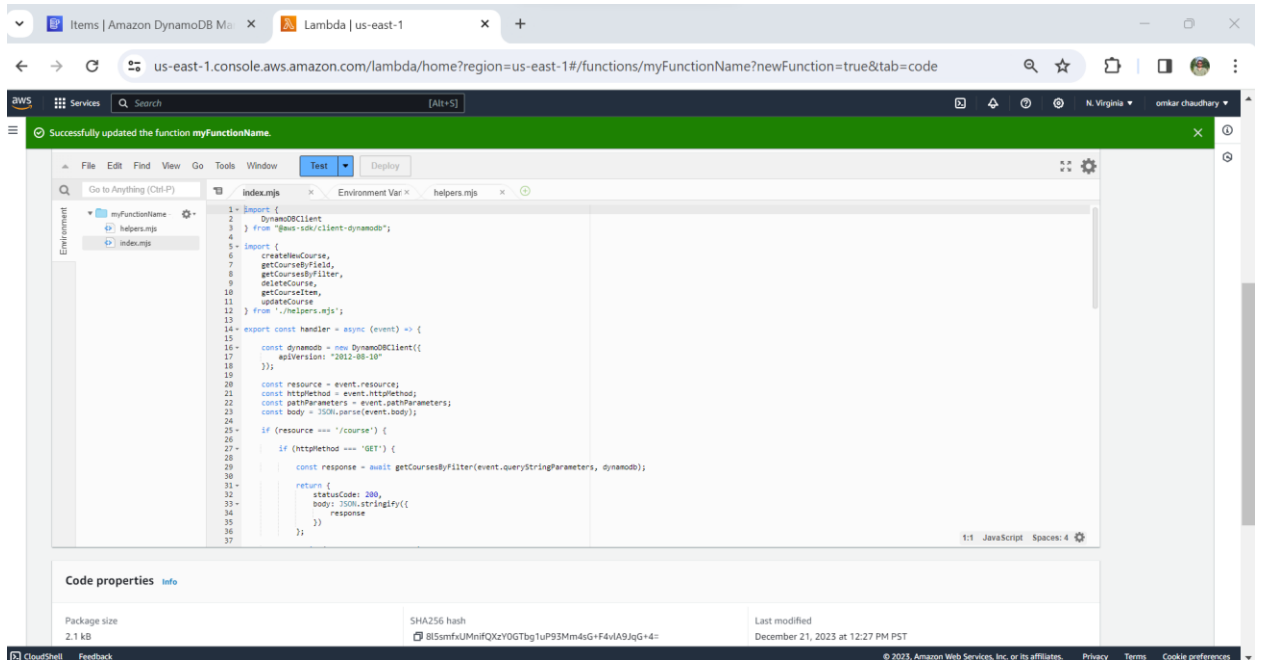 Items | Amazon DynamoDB Ma
Lambda | us-east-1
us-east-1.console.aws.amazon.com/lambda/home?region=us-east-1#/functions/myFunctionName?newFunction=true&tab=code
aws Services Search [Alt+S] N. Virginia omkar chaudhary
Successfully updated the function myFunctionName.
File Edit Find View Go Tools Window Test Deploy
Go to Anything (Ctrl-P) index.mjs Environment Var helpers.mjs
Environment
myFunctionName
helpers.mjs
index.mjs
1 import {
2 DynamoDBClient
3 } from "@aws-sdk/client-dynamodb";
4
5 import {
6 createNewCourse,
7 getCourseByField,
8 getCoursesByFilter,
9 deleteCourse,
10 getCourseItem,
11 updateCourse
12 } from './helpers.mjs';
13
14 export const handler = async (event) => {
15
16 const dynamodb = new DynamoDBClient({
17 apiVersion: "2012-08-10"
18 });
19
20 const resource = event.resource;
21 const httpMethod = event.httpMethod;
22 const pathParameters = event.pathParameters;
23 const body = JSON.parse(event.body);
24
25 if (resource === '/course') {
26
27 if (httpMethod === 'GET') {
28
29 const response = await getCoursesByFilter(event.queryStringParameters, dynamodb);
30
31 return {
32 statusCode: 200,
33 body: JSON.stringify({
34 response
35 })
36 };
37
1:1 JavaScript Spaces: 4
Code properties Info
Package size
2.1 kB
SHA256 hash
8l5smfxUMnifQXzY0GTbg1uP93Mm4sG+F4vlA9JqG+4=
Last modified
December 21, 2023 at 12:27 PM PST
CloudShell Feedback © 2023, Amazon Web Services, Inc. or its affiliates. Privacy Terms Cookie preferences